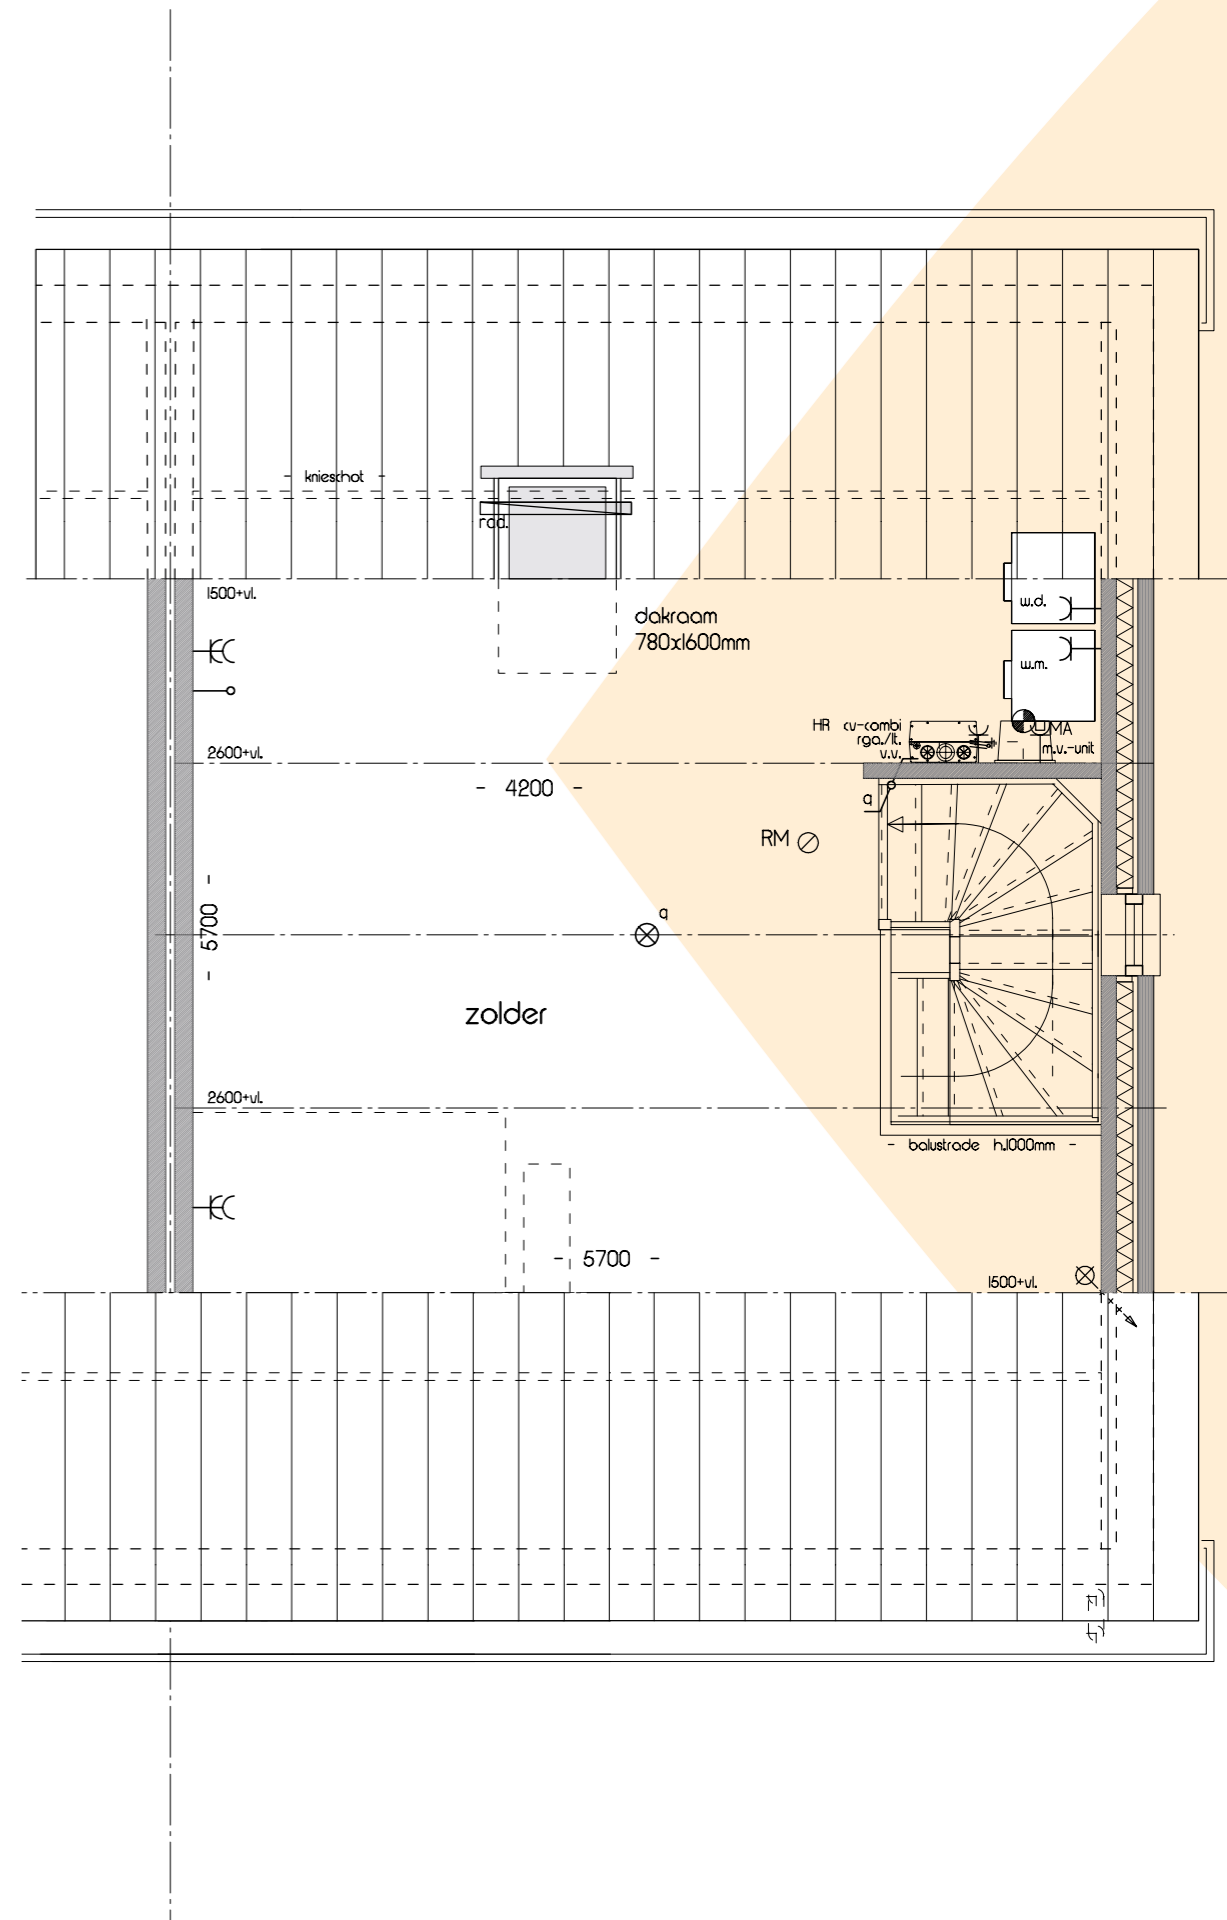 - knieschot -
rad.
1500+vl.
w.d.
dakraam
780x1600mm
w.m.
HR cv-combi
rga./lt.
v.v.
MA
m.v.-unit
2600+vl.
- 4200 -
a
RM
- 5700 -
a
zolder
2600+vl.
- balustrade h.1000mm -
- 5700 -
1500+vl.